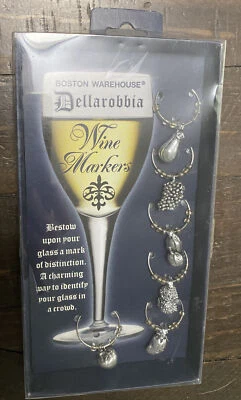 BOSTON WAREHOUSE®
Dellarobbia
Wine
Markers
Bestow
upon your
glass a mark
of distinction.
A charming
way to identify
your glass in
a crowd.